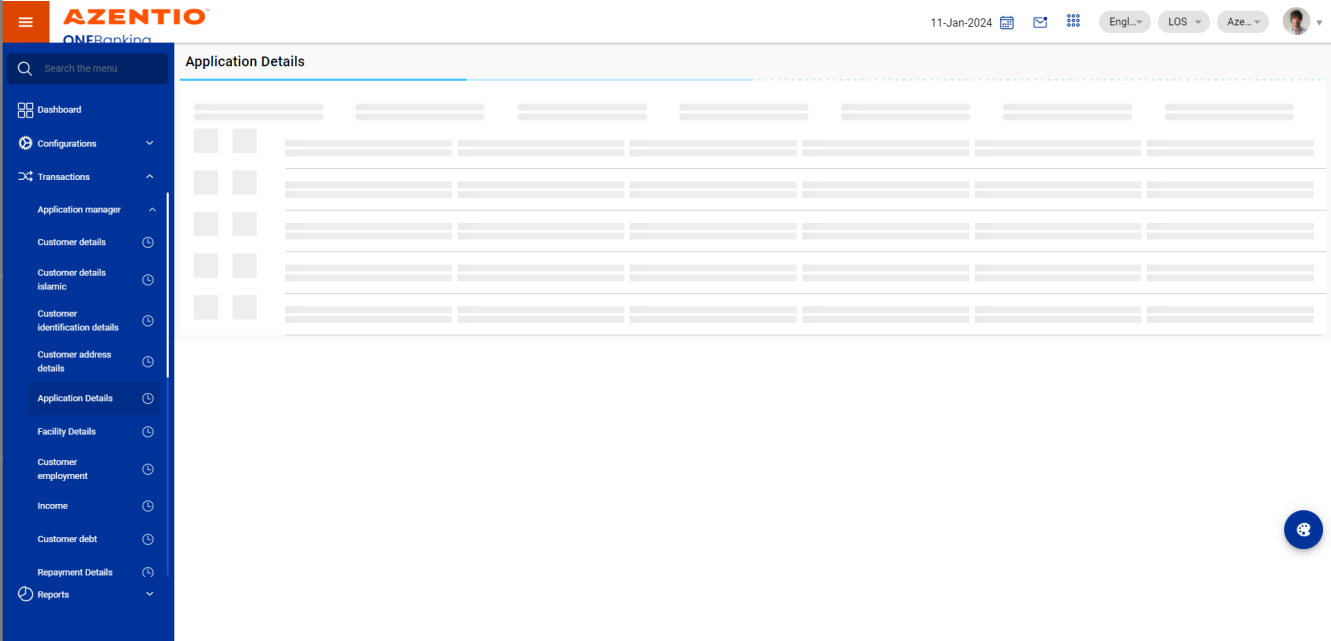 AZENTIO™
ONEBanking
11-Jan-2024
Engl...
LOS
Aze...
Search the menu
Application Details
Dashboard
Configurations
Transactions
Application manager
Customer details
Customer details
islamic
Customer
identification details
Customer address
details
Application Details
Facility Details
Customer
employment
Income
Customer debt
Repayment Details
Reports